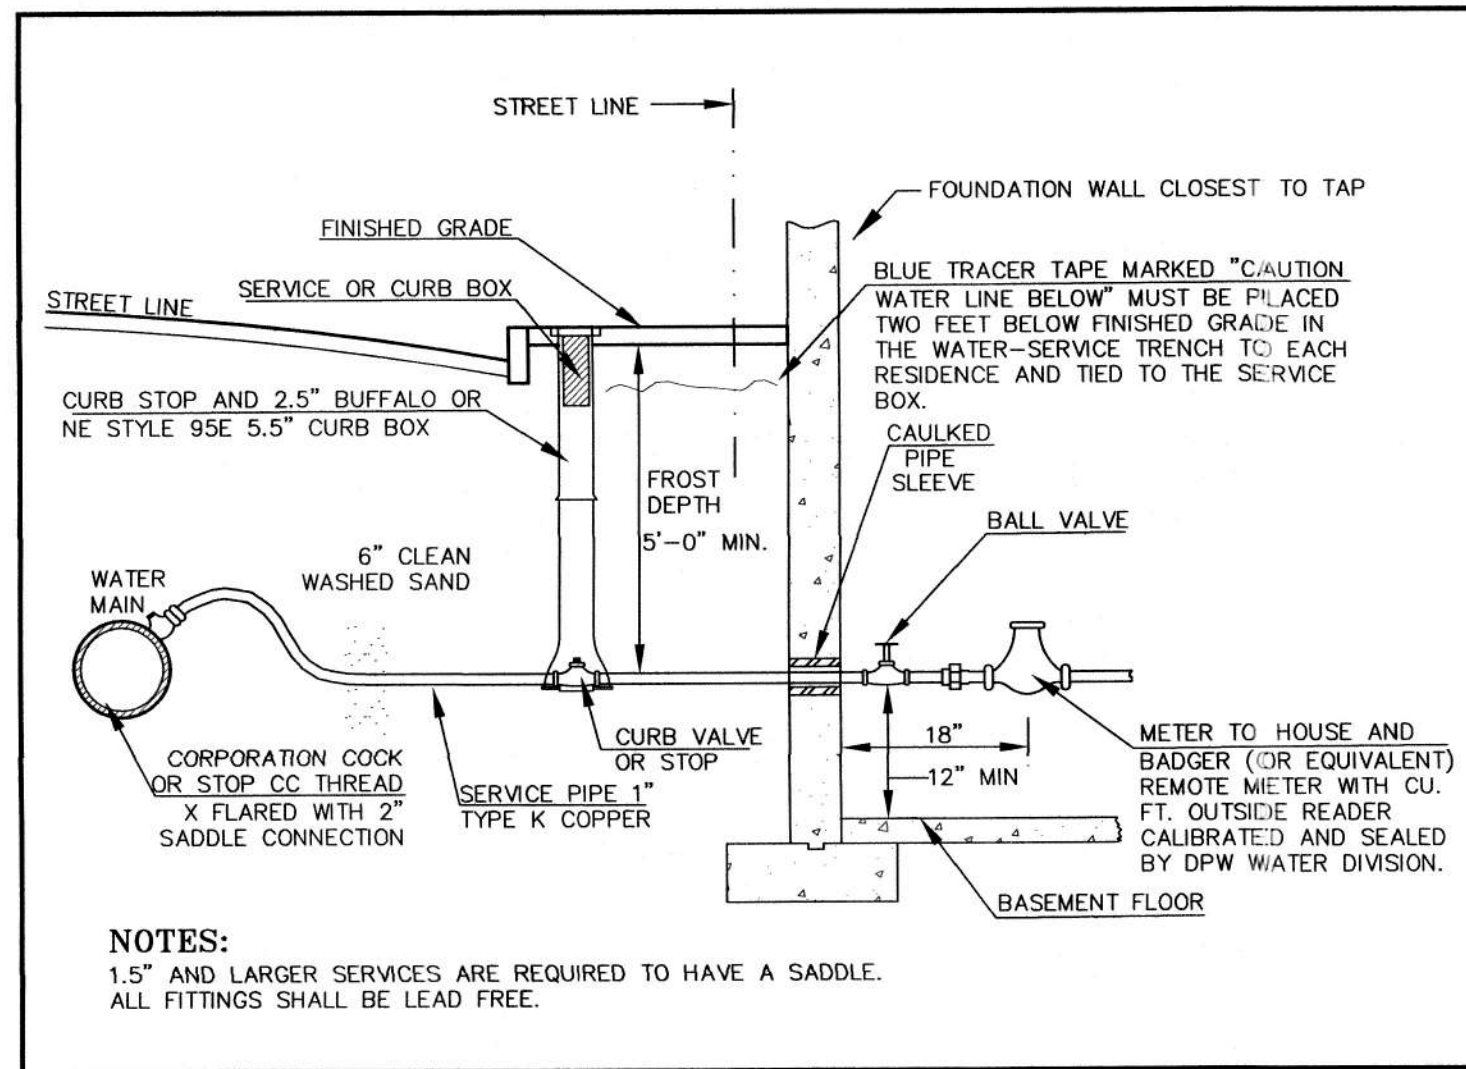 STREET LINE
FOUNDATION WALL CLOSEST TO TAP
FINISHED GRADE
SERVICE OR CURB BOX
STREET LINE
BLUE TRACER TAPE MARKED "CAUTION
WATER LINE BELOW" MUST BE PLACED
TWO FEET BELOW FINISHED GRADE IN
THE WATER-SERVICE TRENCH TO EACH
RESIDENCE AND TIED TO THE SERVICE
BOX.
CURB STOP AND 2.5" BUFFALO OR
NE STYLE 95E 5.5" CURB BOX
CAULKED
PIPE
SLEEVE
FROST
DEPTH
5'-0" MIN.
BALL VALVE
6" CLEAN
WASHED SAND
WATER
MAIN
CORPORATION COCK
OR STOP CC THREAD
X FLARED WITH 2"
SADDLE CONNECTION
SERVICE PIPE 1"
TYPE K COPPER
CURB VALVE
OR STOP
18"
12" MIN
METER TO HOUSE AND
BADGER (OR EQUIVALENT)
REMOTE METER WITH CU.
FT. OUTSIDE READER
CALIBRATED AND SEALED
BY DPW WATER DIVISION.
BASEMENT FLOOR
NOTES:
1.5" AND LARGER SERVICES ARE REQUIRED TO HAVE A SADDLE.
ALL FITTINGS SHALL BE LEAD FREE.